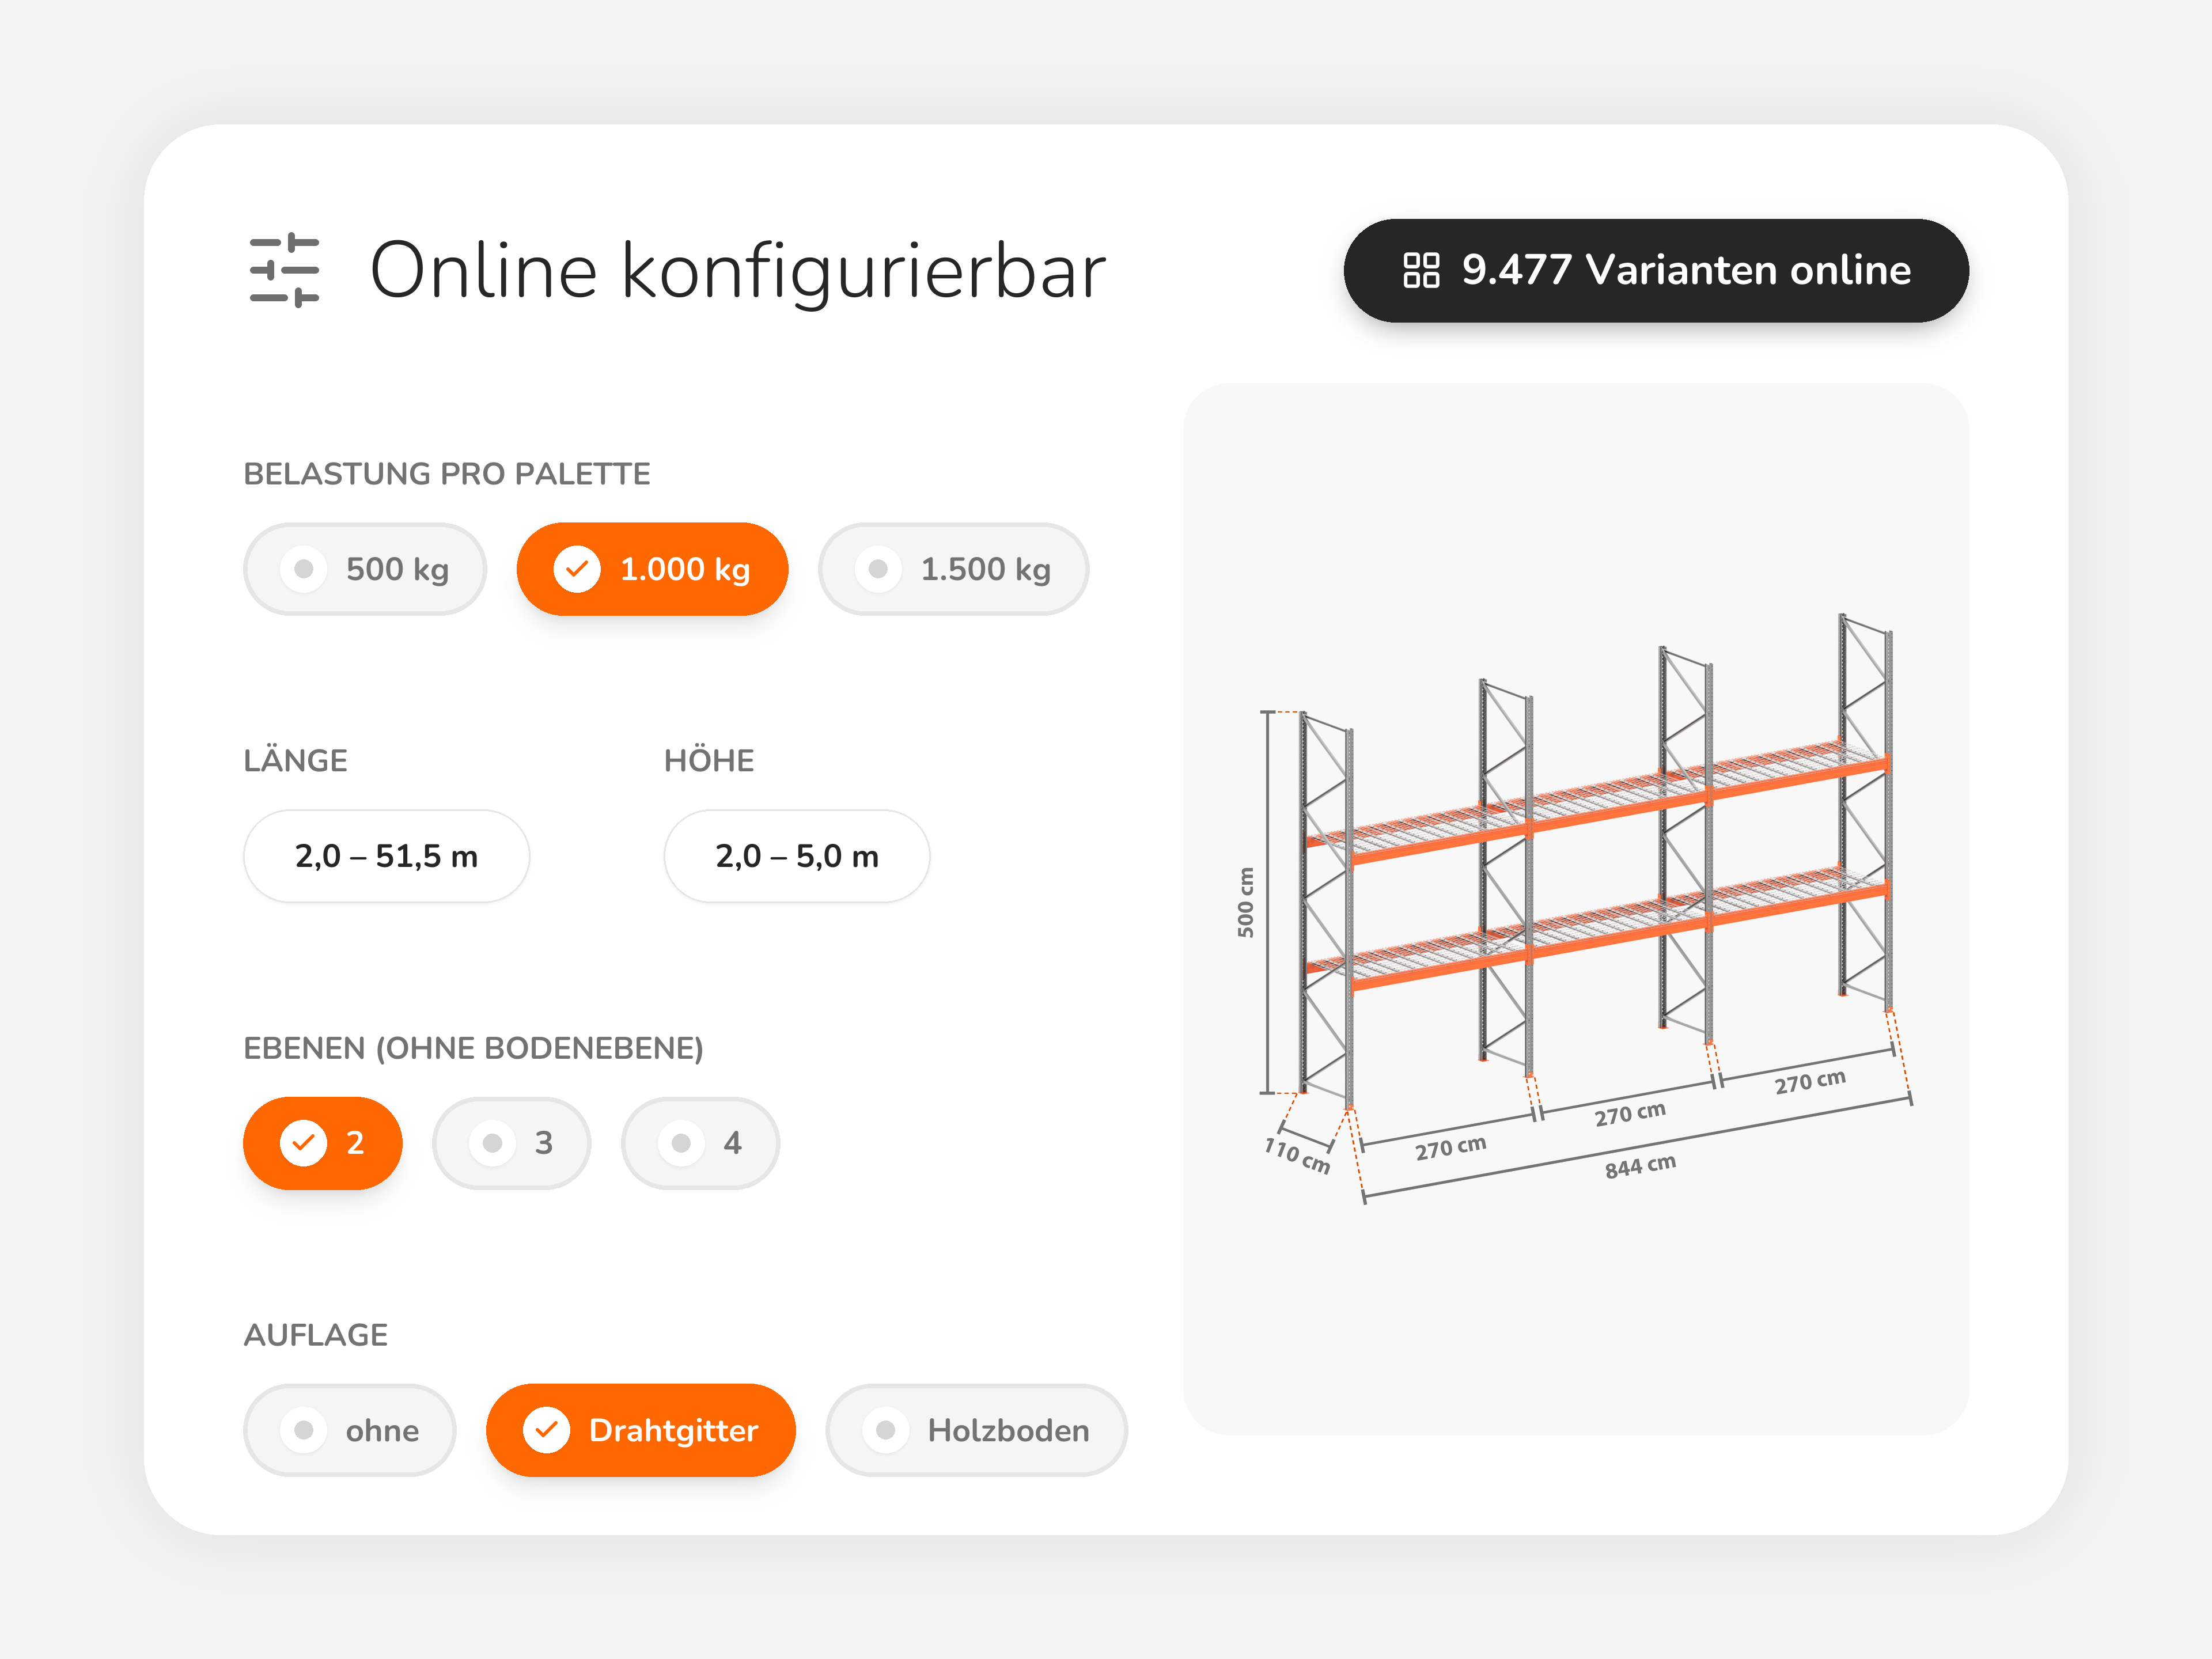 Online konfigurierbar
9.477 Varianten online
BELASTUNG PRO PALETTE
500 kg
1.000 kg
1.500 kg
LÄNGE
HÖHE
2,0 – 51,5 m
2,0 – 5,0 m
EBENEN (OHNE BODENEBENE)
2
3
4
AUFLAGE
ohne
Drahtgitter
Holzboden
500 cm
110 cm
270 cm
270 cm
270 cm
844 cm